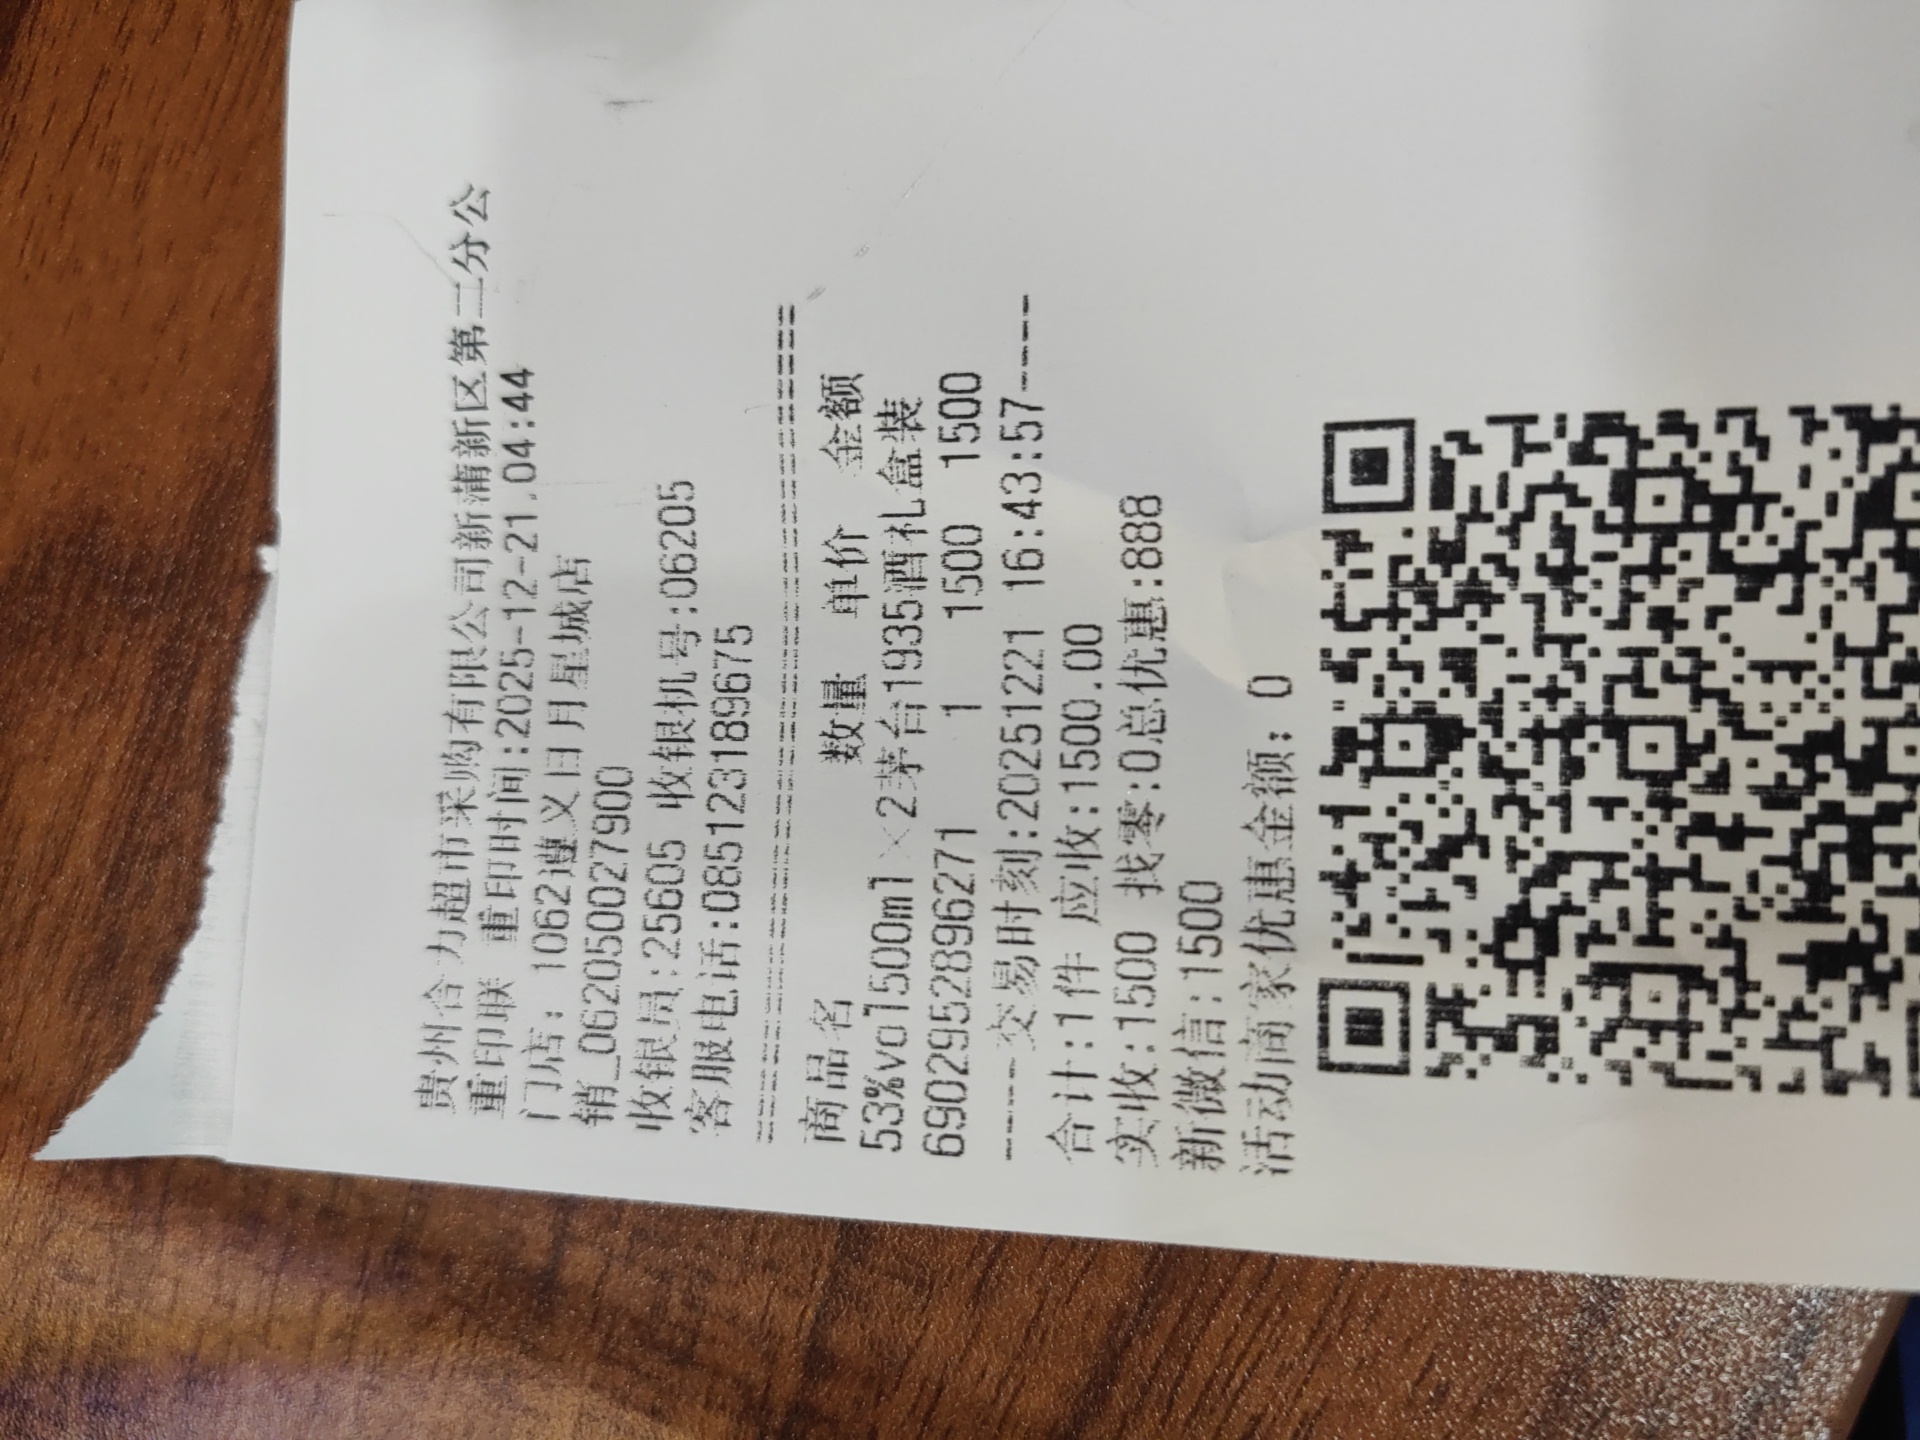 贵州合力超市采购有限公司新蒲新区第二分公
重印联 重印时间:2025-12-21,04:44
门店: 1062遵义日月星城店
销_062050027900
收银员:25605 收银机号:06205
客服电话:085123189675
商品名 数量 单价 金额
53%vol500ml×2茅台1935酒礼盒装
6902952896271 1 1500 1500
----交易时刻:20251221 16:43:57----
合计:1件 应收:1500.00
实收:1500 找零:0总优惠:888
新微信:1500
活动商家优惠金额: 0